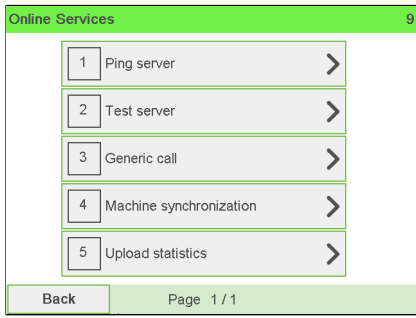 Online Services 9
1 Ping server
2 Test server
3 Generic call
4 Machine synchronization
5 Upload statistics
Back Page 1 / 1